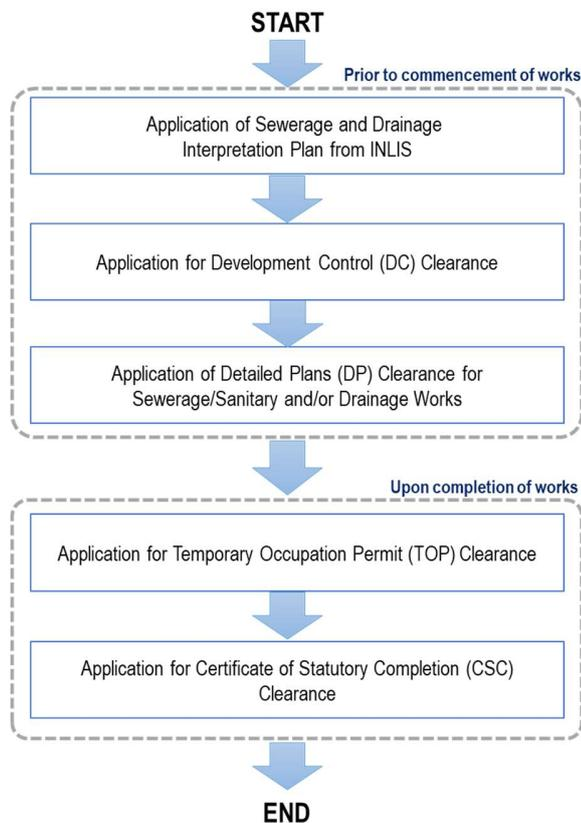 START
Prior to commencement of works
Application of Sewerage and Drainage
Interpretation Plan from INLIS
Application for Development Control (DC) Clearance
Application of Detailed Plans (DP) Clearance for
Sewerage/Sanitary and/or Drainage Works
Upon completion of works
Application for Temporary Occupation Permit (TOP) Clearance
Application for Certificate of Statutory Completion (CSC)
Clearance
END